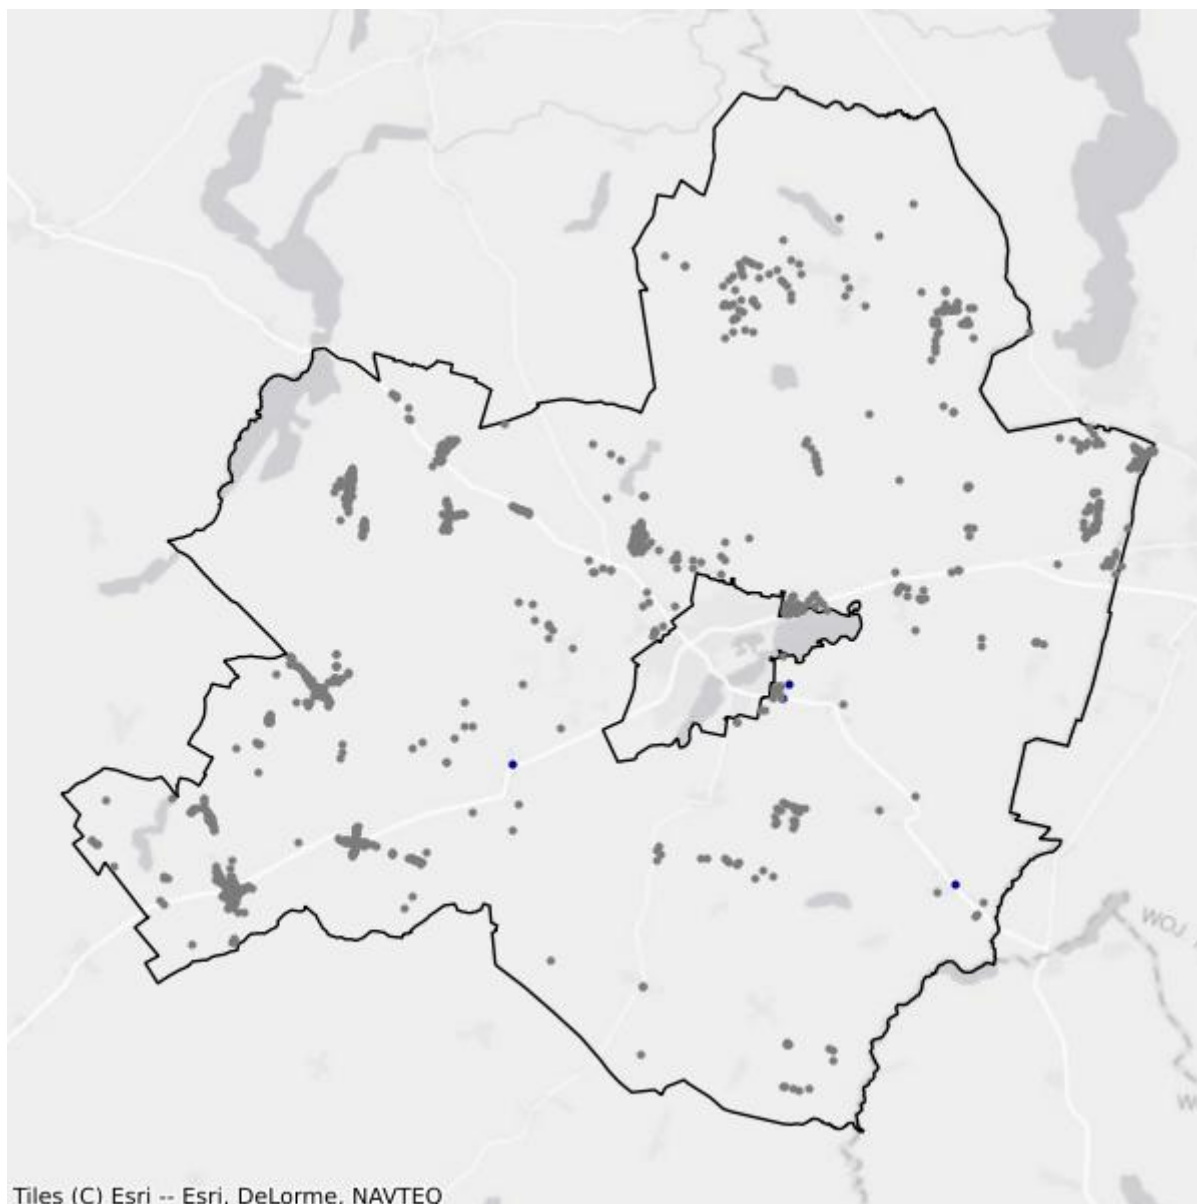 WOJ.
Tiles (C) Esri -- Esri, DeLorme, NAVTEQ